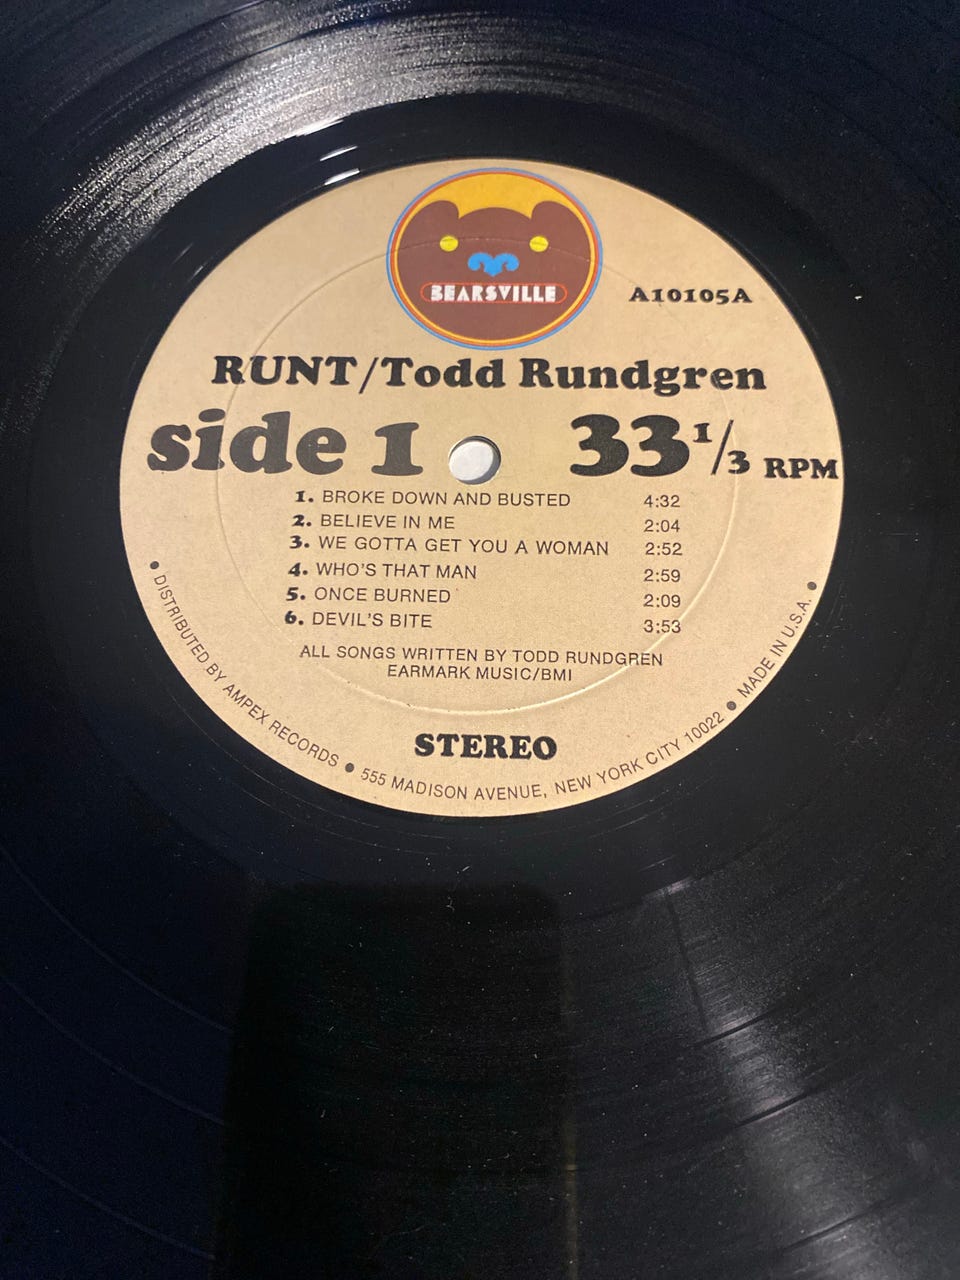 BEARSVILLE
A10105A
RUNT/Todd Rundgren
side 1 33 1/3 RPM
1. BROKE DOWN AND BUSTED 4:32
2. BELIEVE IN ME 2:04
3. WE GOTTA GET YOU A WOMAN 2:52
4. WHO'S THAT MAN 2:59
5. ONCE BURNED 2:09
6. DEVIL'S BITE 3:53
ALL SONGS WRITTEN BY TODD RUNDGREN
EARMARK MUSIC/BMI
STEREO
• DISTRIBUTED BY AMPEX RECORDS • 555 MADISON AVENUE, NEW YORK CITY 10022 • MADE IN U.S.A. •